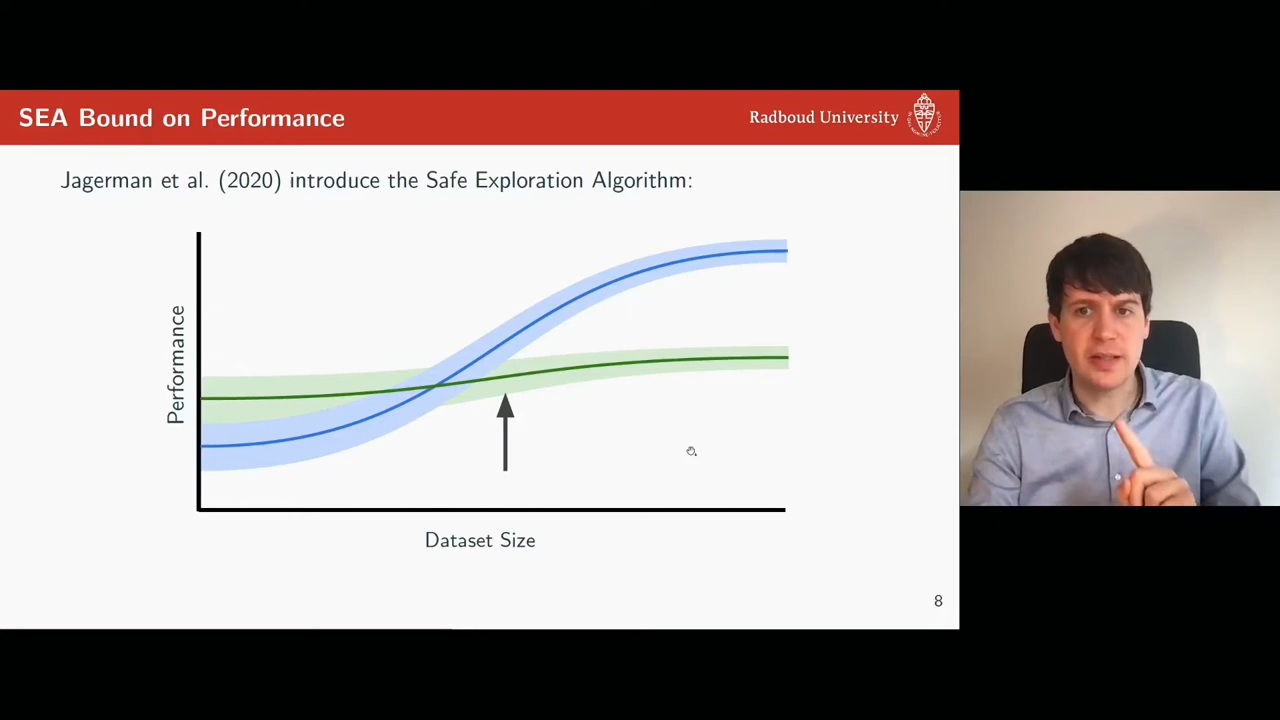 SEA Bound on Performance
Radboud University
Jagerman et al. (2020) introduce the Safe Exploration Algorithm:
Performance
Dataset Size
8